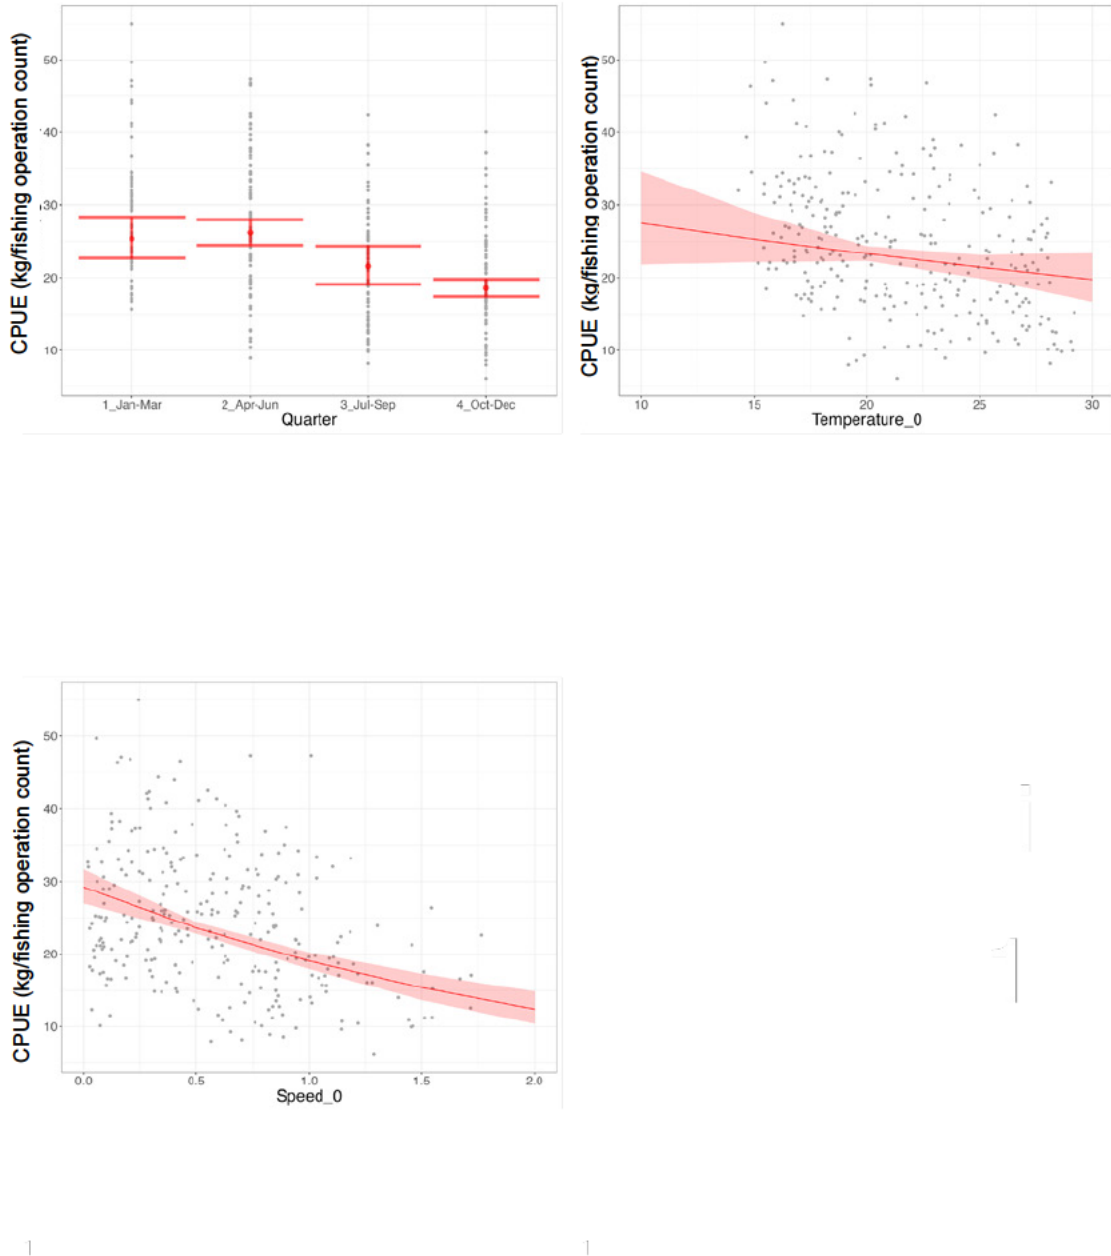 CPUE (kg/fishing operation count)
50
40
30
20
10
1_Jan-Mar 2_Apr-Jun 3_Jul-Sep 4_Oct-Dec
Quarter
CPUE (kg/fishing operation count)
50
40
30
20
10
10 15 20 25 30
Temperature_0
CPUE (kg/fishing operation count)
50
40
30
20
10
0.0 0.5 1.0 1.5 2.0
Speed_0